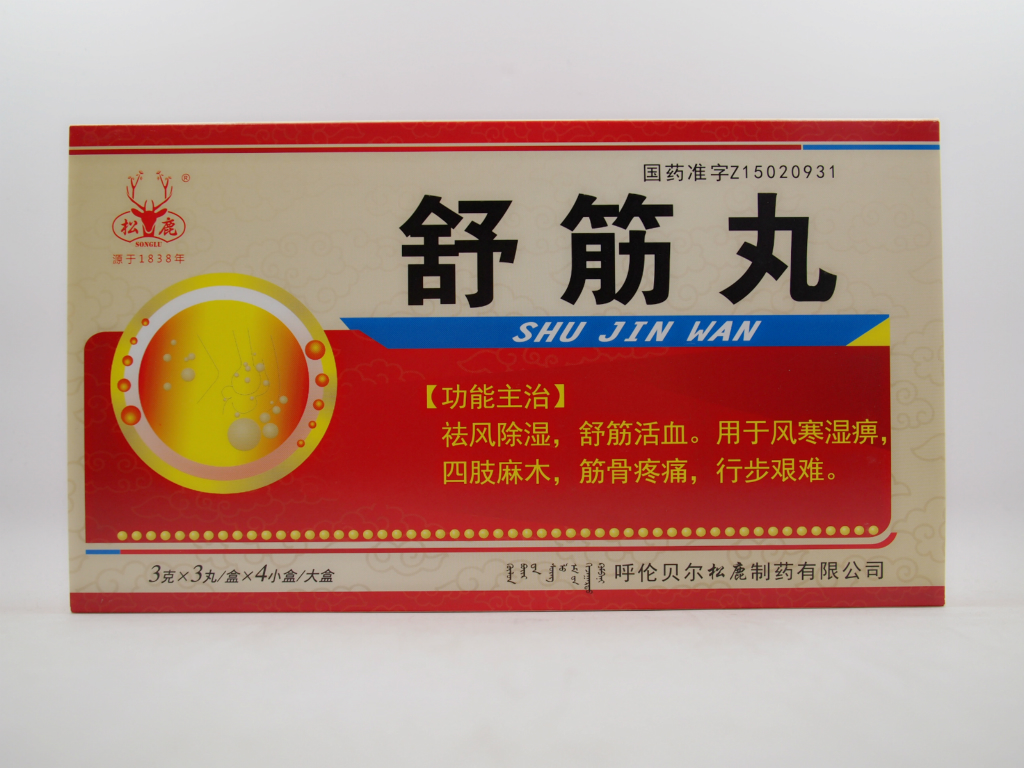 国药准字Z15020931
®
松鹿
SONGLU
源于1838年
舒筋丸
SHU JIN WAN
【功能主治】
祛风除湿，舒筋活血。用于风寒湿痹，
四肢麻木，筋骨疼痛，行步艰难。
3克×3丸/盒×4小盒/大盒
呼伦贝尔松鹿制药有限公司